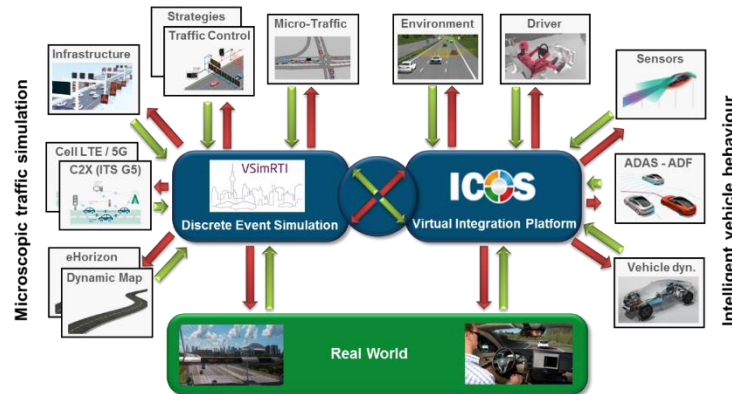 Strategies
Traffic Control
Micro-Traffic
Environment
Driver
Infrastructure
Sensors
Cell LTE / 5G
C2X (ITS G5)
VSimRTI
Discrete Event Simulation
ICOS
Virtual Integration Platform
ADAS - ADF
eHorizon
Dynamic Map
Vehicle dyn.
Microscopic traffic simulation
Intelligent vehicle behaviour
Real World